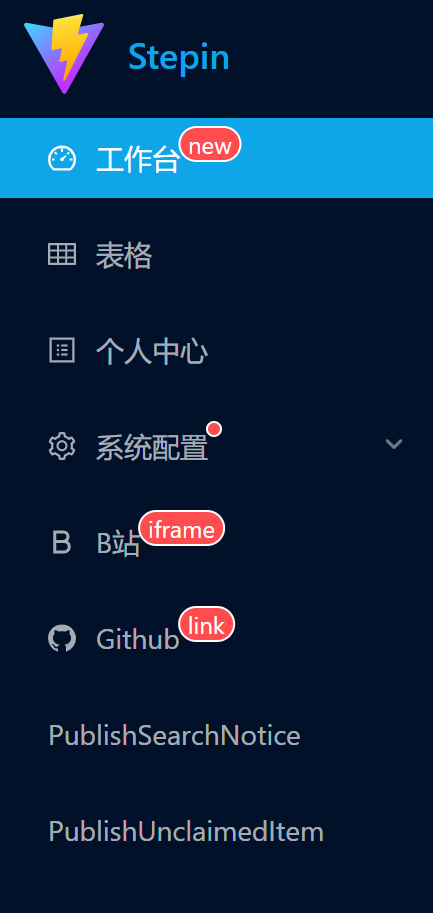 Stepin
工作台 new
表格
个人中心
系统配置
B站 iframe
Github link
PublishSearchNotice
PublishUnclaimedItem